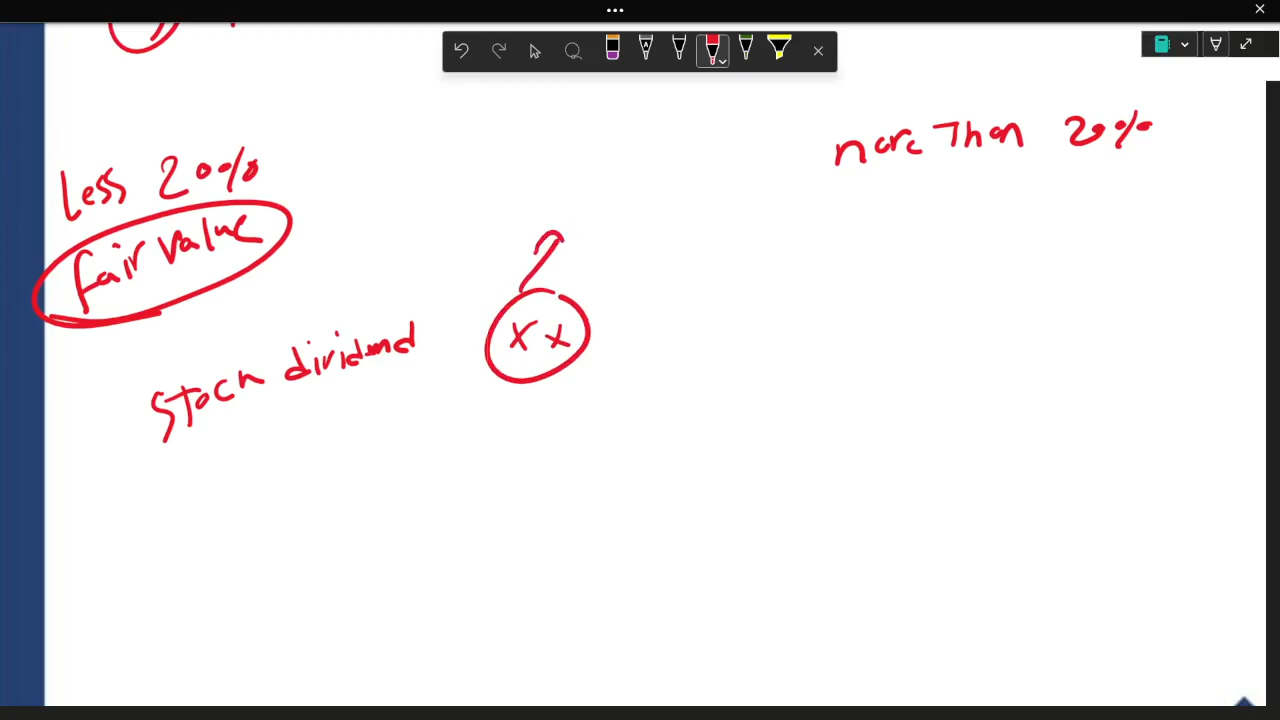 more Than 20%
Less 20%
fair value
Stock dividend xx